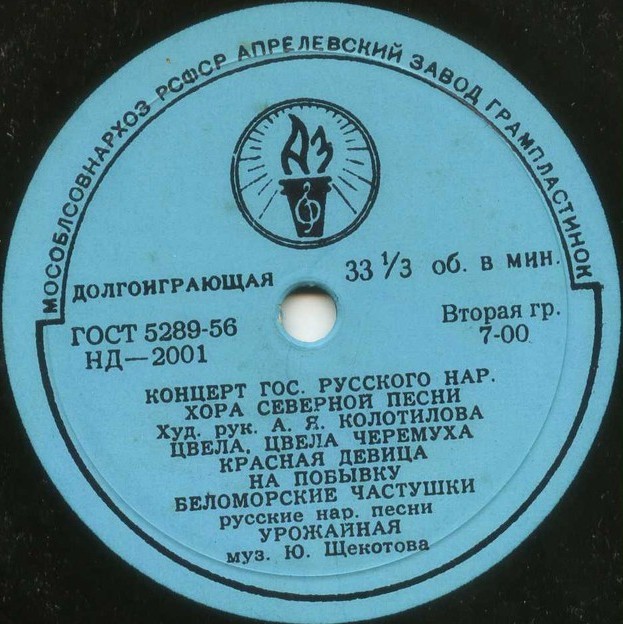 МОСОБЛСОВНАРХОЗ РСФСР АПРЕЛЕВСКИЙ ЗАВОД ГРАМПЛАСТИНОК
АЗ
ДОЛГОИГРАЮЩАЯ
33 1/3 об. в мин.
ГОСТ 5289-56
НД—2001
Вторая гр.
7-00
КОНЦЕРТ ГОС. РУССКОГО НАР.
ХОРА СЕВЕРНОЙ ПЕСНИ
Худ. рук. А. Я. КОЛОТИЛОВА
ЦВЕЛА, ЦВЕЛА ЧЕРЕМУХА
КРАСНАЯ ДЕВИЦА
НА ПОБЫВКУ
БЕЛОМОРСКИЕ ЧАСТУШКИ
русские нар. песни
УРОЖАЙНАЯ
муз. Ю. Щекотова